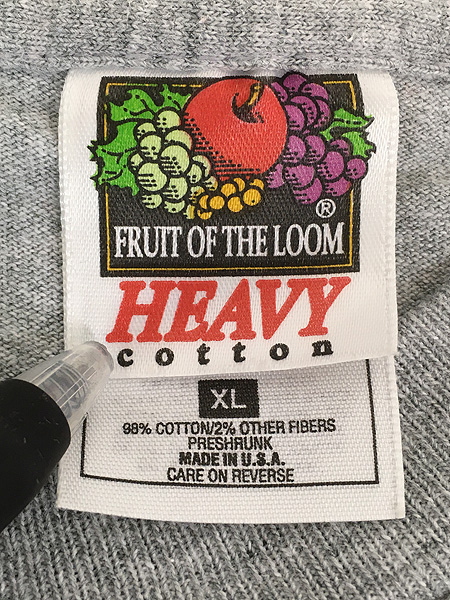 ®
FRUIT OF THE LOOM
HEAVY
cotton
XL
98% COTTON/2% OTHER FIBERS
PRESHRUNK
MADE IN U.S.A.
CARE ON REVERSE